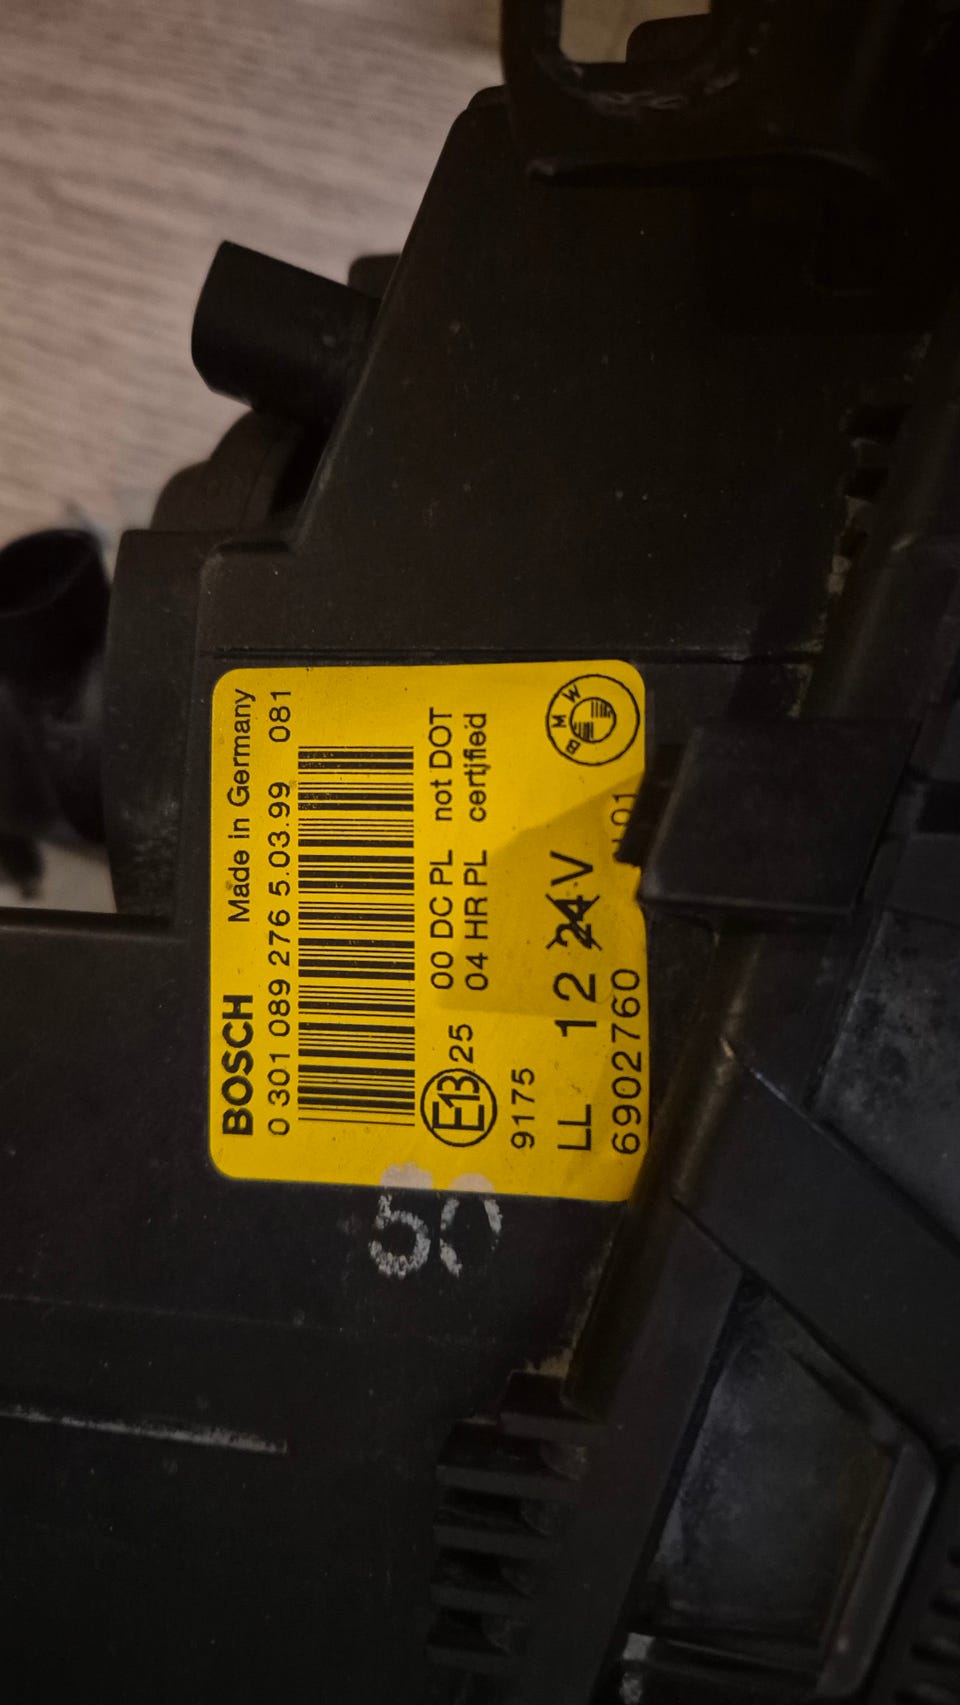 BOSCH Made in Germany
0 301 089 276 5.03.99 081
E13 25 00 DC PL not DOT
04 HR PL certified
9175
LL 12 24V
BMW
6902760